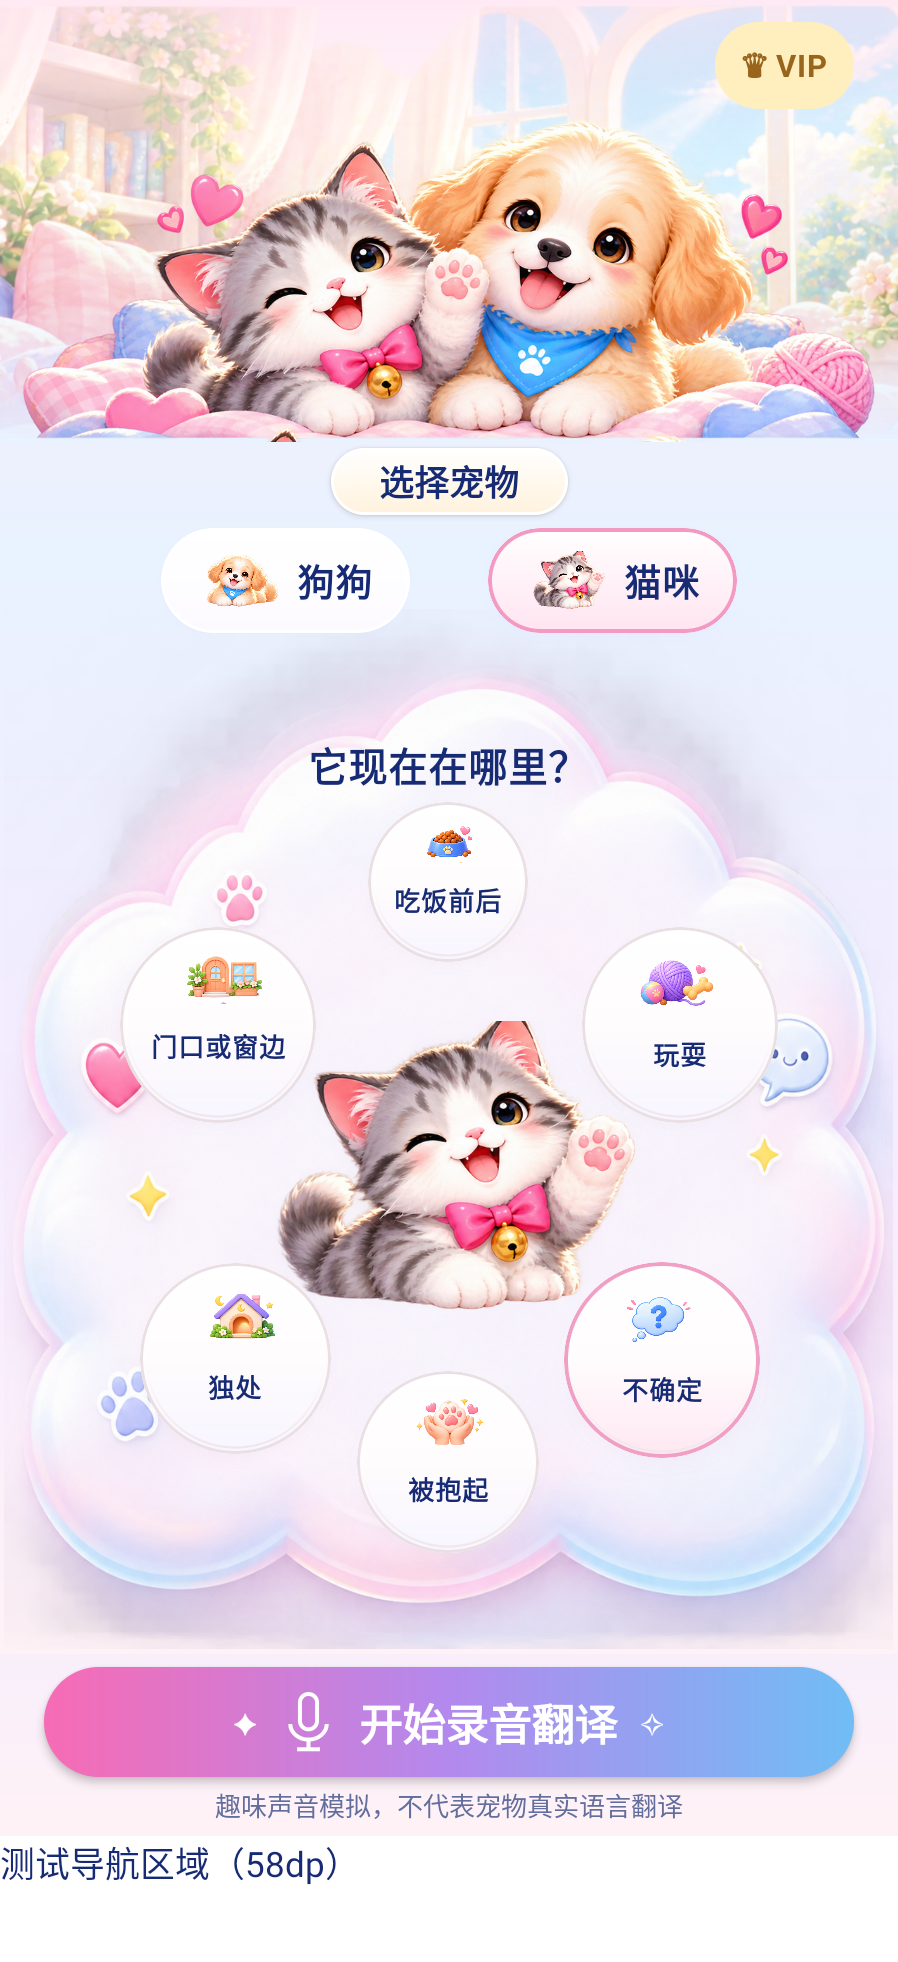 VIP
选择宠物
狗狗
猫咪
它现在在哪里?
吃饭前后
门口或窗边
玩耍
独处
不确定
被抱起
开始录音翻译
趣味声音模拟，不代表宠物真实语言翻译
测试导航区域（58dp）